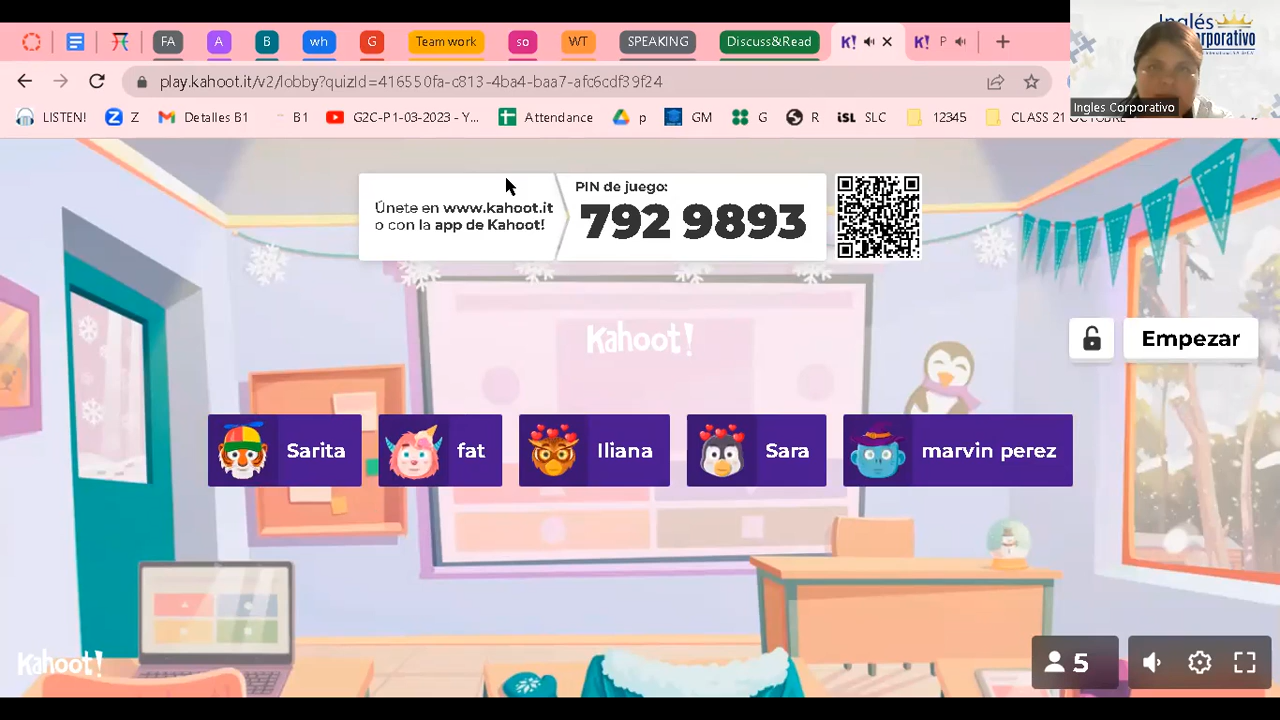 FA
A
B
wh
G
Team work
so
WT
SPEAKING
Discuss&Read
K!
K! P
Inglés
Ingles Corporativo
play.kahoot.it/v2/lobby?quizId=416550fa-c813-4ba4-baa7-afc6cdf39f24
LISTEN!
Z
Detalles B1
B1
G2C-P1-03-2023 - Y...
Attendance
p
GM
G
R
iSL SLC
12345
CLASS 21 OCTUBRE
Únete en www.kahoot.it
o con la app de Kahoot!
PIN de juego:
792 9893
Kahoot!
Empezar
Sarita
fat
Iliana
Sara
marvin perez
Kahoot!
5